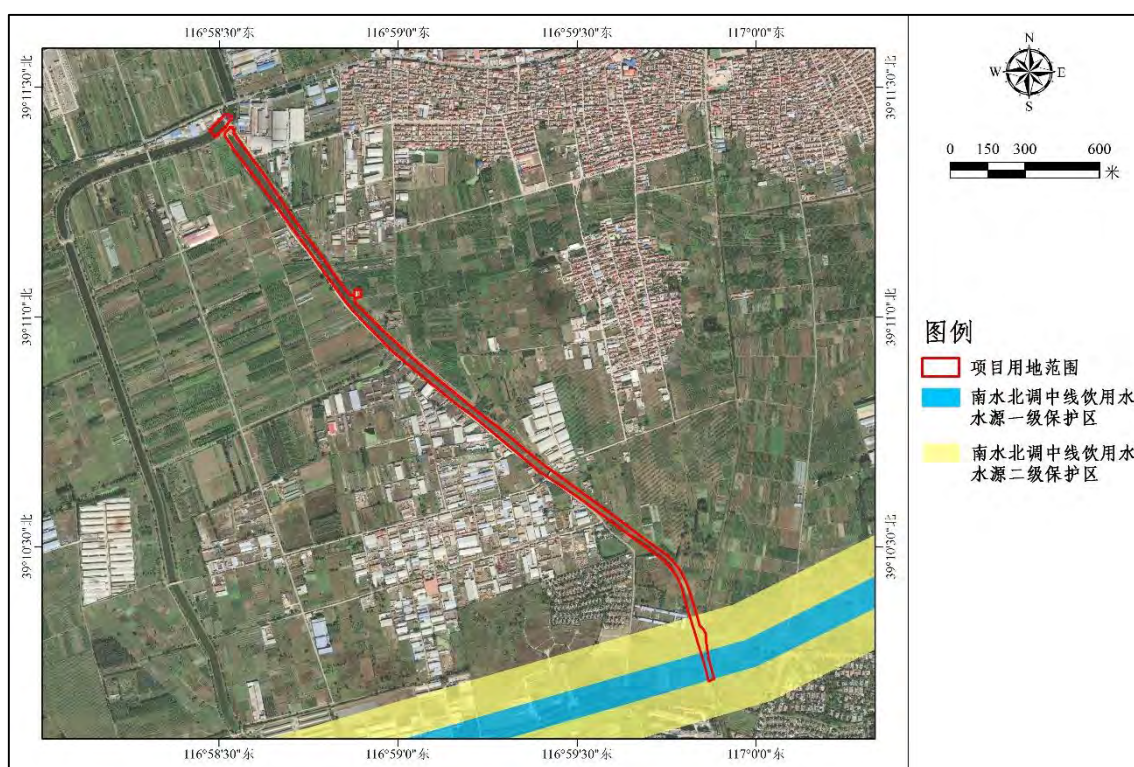 116°58'30"东
116°59'0"东
116°59'30"东
117°0'0"东
39°11'30"北
39°11'0"北
39°10'30"北
39°11'30"北
39°11'0"北
39°10'30"北
116°58'30"东
116°59'0"东
116°59'30"东
117°0'0"东
N
W
E
S
0 150 300 600
米
图例
项目用地范围
南水北调中线饮用水
水源一级保护区
南水北调中线饮用水
水源二级保护区